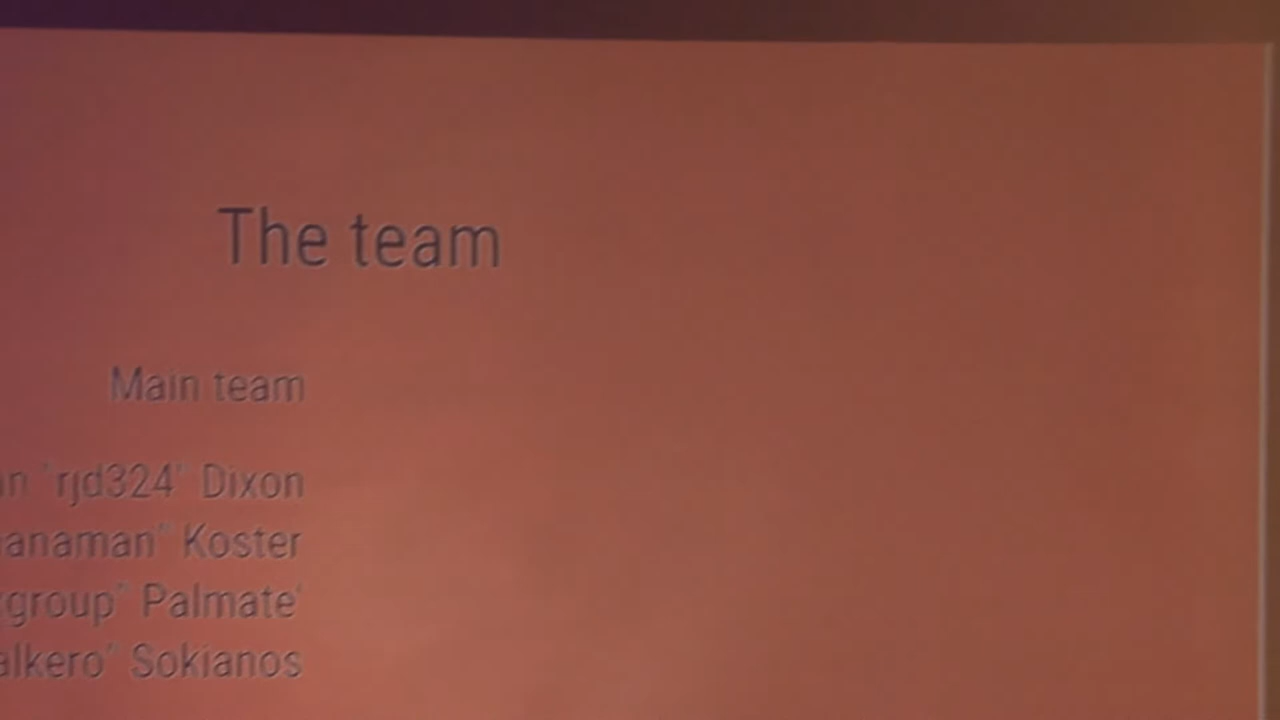 The team
Main team
"rjd324" Dixon
Koster
Palmate'
Sokianos